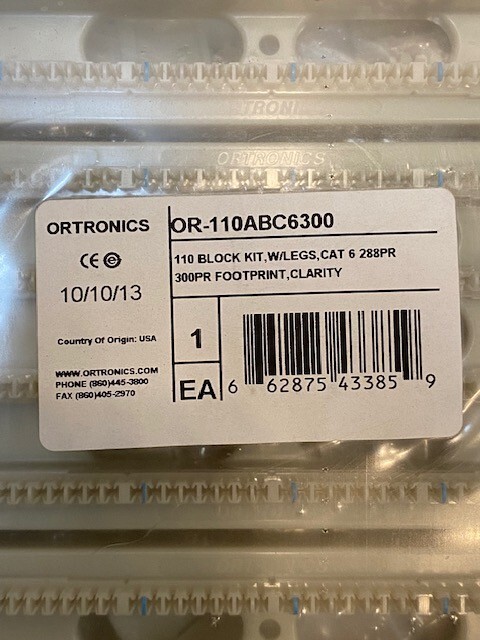 ORTRONICS
ORTRONICS
ORTRONICS
CE
10/10/13
Country Of Origin: USA
WWW.ORTRONICS.COM
PHONE (860)445-3800
FAX (860)405-2970
OR-110ABC6300
110 BLOCK KIT,W/LEGS,CAT 6 288PR
300PR FOOTPRINT,CLARITY
1
EA
6 62875 43385 9